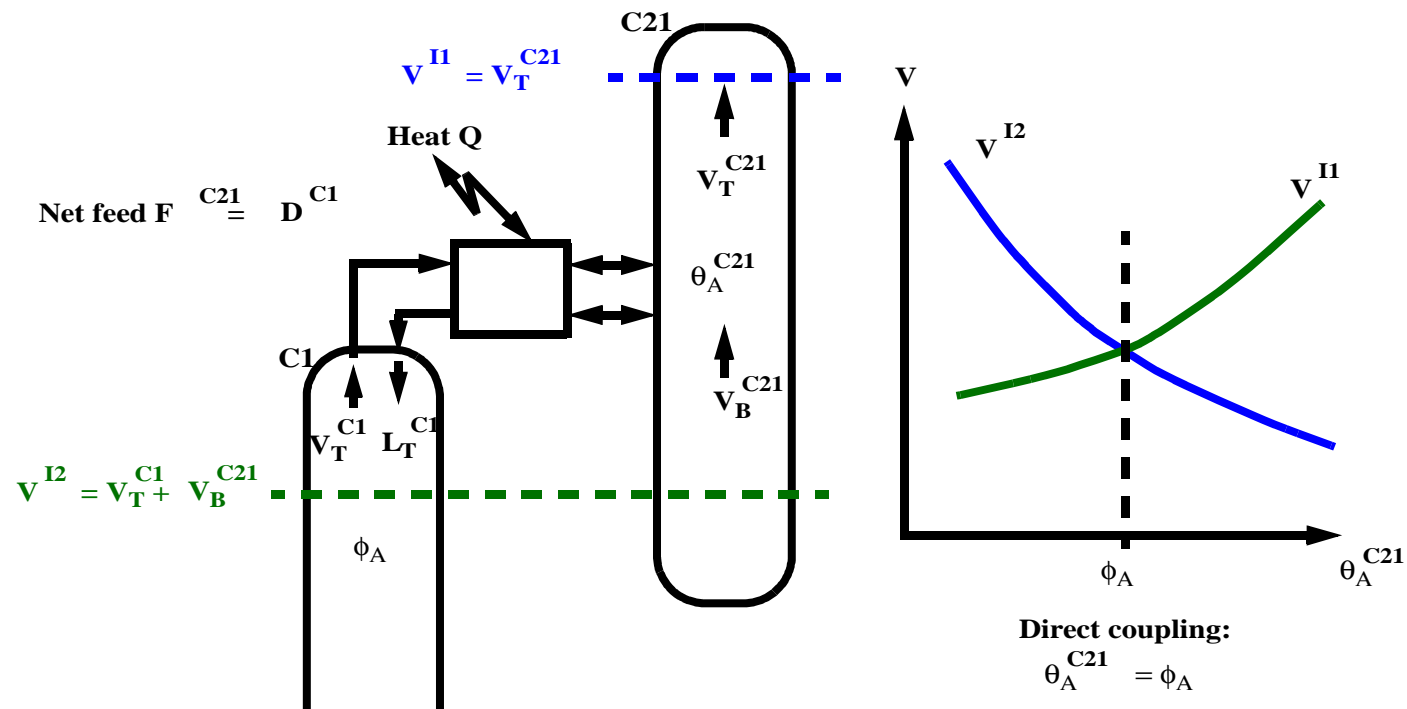 C21
V^I1 = V_T^C21
Heat Q
V_T^C21
Net feed F^C21 = D^C1
θ_A^C21
C1
V_B^C21
V_T^C1 L_T^C1
V^I2 = V_T^C1 + V_B^C21
ϕ_A
V
V^I2
V^I1
ϕ_A
θ_A^C21
Direct coupling:
θ_A^C21 = ϕ_A